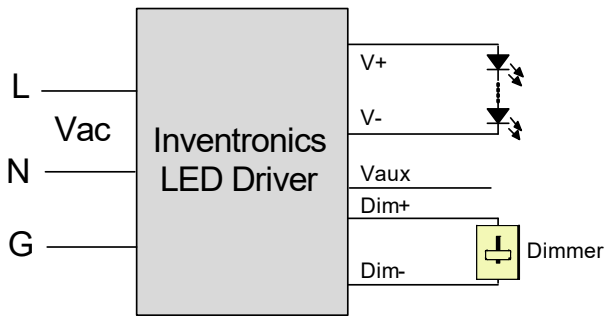 L
Vac
N
G
Inventronics
LED Driver
V+
V-
Vaux
Dim+
Dim-
Dimmer